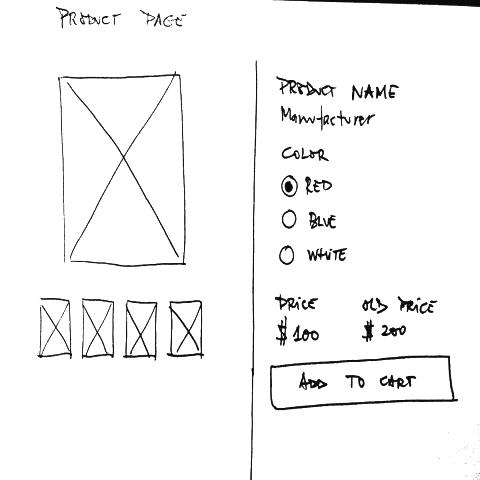 PRODUCT PAGE
PRODUCT NAME
Manufacturer
COLOR
RED
BLUE
WHITE
PRICE OLD PRICE
$100 $200
ADD TO CART